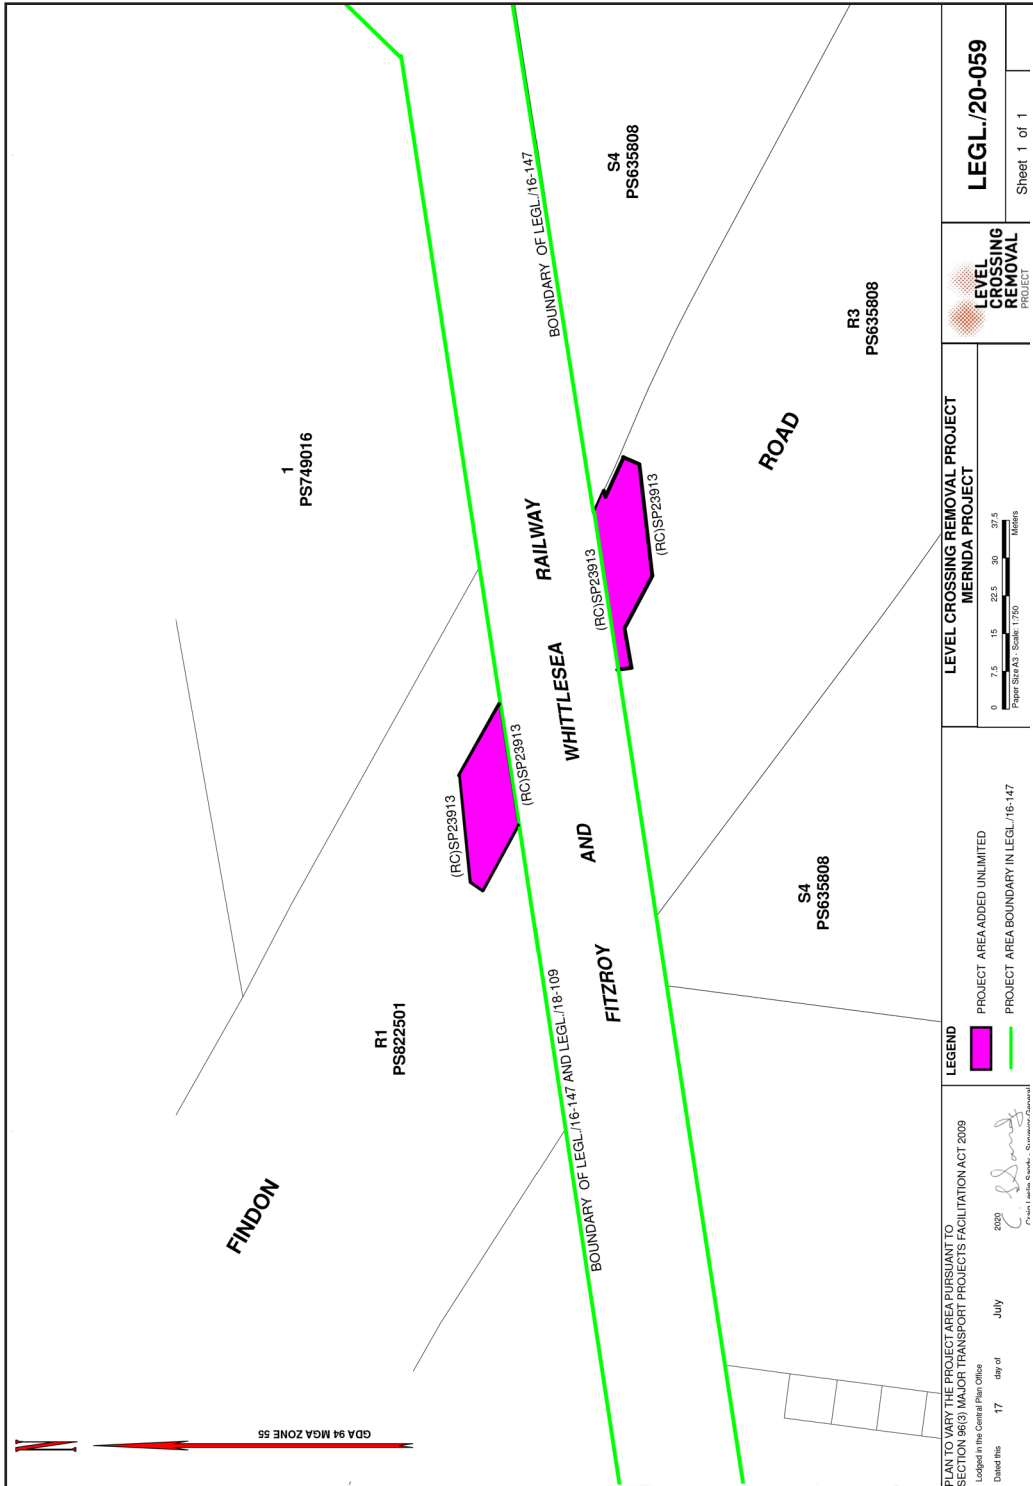 N
GDA 94 MGA ZONE 55
FINDON
R1
PS822501
1
PS749016
BOUNDARY OF LEGL./16-147 AND LEGL./18-109
(RC)SP23913
(RC)SP23913
FITZROY AND WHITTLESEA RAILWAY
BOUNDARY OF LEGL./16-147
(RC)SP23913
(RC)SP23913
S4
PS635808
S4
PS635808
ROAD
R3
PS635808
PLAN TO VARY THE PROJECT AREA PURSUANT TO
SECTION 96(3) MAJOR TRANSPORT PROJECTS FACILITATION ACT 2009
Lodged in the Central Plan Office
Dated this 17 day of July 2020
Craig Leslie Sandy - Surveyor-General
LEGEND
PROJECT AREA ADDED UNLIMITED
PROJECT AREA BOUNDARY IN LEGL./16-147
LEVEL CROSSING REMOVAL PROJECT
MERNDA PROJECT
0 7.5 15 22.5 30 37.5
Meters
Paper Size A3 - Scale: 1:750
LEVEL
CROSSING
REMOVAL
PROJECT
LEGL./20-059
Sheet 1 of 1